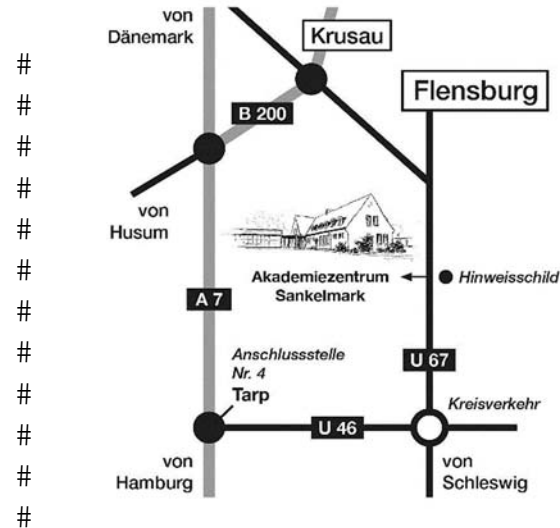 von
Dänemark
Krusau
Flensburg
B 200
von
Husum
Akademiezentrum
Sankelmark
Hinweisschild
A 7
Anschlussstelle
Nr. 4
Tarp
U 67
Kreisverkehr
U 46
von
Hamburg
von
Schleswig
#
#
#
#
#
#
#
#
#
#
#
#